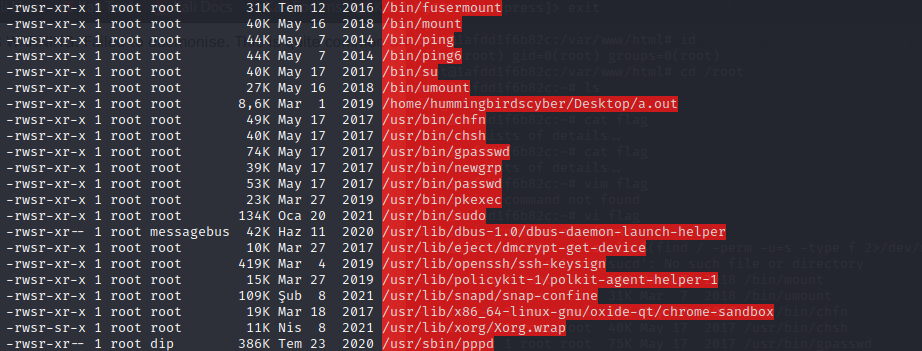 -rwsr-xr-x 1 root root 31K Tem 12 2016 /bin/fusermount
-rwsr-xr-x 1 root root 40K May 16 2018 /bin/mount
-rwsr-xr-x 1 root root 44K May 7 2014 /bin/ping
-rwsr-xr-x 1 root root 44K May 7 2014 /bin/ping6
-rwsr-xr-x 1 root root 40K May 17 2017 /bin/su
-rwsr-xr-x 1 root root 27K May 16 2018 /bin/umount
-rwsr-xr-x 1 root root 8,6K Mar 1 2019 /home/hummingbirdscyber/Desktop/a.out
-rwsr-xr-x 1 root root 49K May 17 2017 /usr/bin/chfn
-rwsr-xr-x 1 root root 40K May 17 2017 /usr/bin/chsh
-rwsr-xr-x 1 root root 74K May 17 2017 /usr/bin/gpasswd
-rwsr-xr-x 1 root root 39K May 17 2017 /usr/bin/newgrp
-rwsr-xr-x 1 root root 53K May 17 2017 /usr/bin/passwd
-rwsr-xr-x 1 root root 23K Mar 27 2019 /usr/bin/pkexec
-rwsr-xr-x 1 root root 134K Oca 20 2021 /usr/bin/sudo
-rwsr-xr-- 1 root messagebus 42K Haz 11 2020 /usr/lib/dbus-1.0/dbus-daemon-launch-helper
-rwsr-xr-x 1 root root 10K Mar 27 2017 /usr/lib/eject/dmcrypt-get-device
-rwsr-xr-x 1 root root 419K Mar 4 2019 /usr/lib/openssh/ssh-keysign
-rwsr-xr-x 1 root root 15K Mar 27 2019 /usr/lib/policykit-1/polkit-agent-helper-1
-rwsr-xr-x 1 root root 109K Şub 8 2021 /usr/lib/snapd/snap-confine
-rwsr-xr-x 1 root root 19K Mar 18 2017 /usr/lib/x86_64-linux-gnu/oxide-qt/chrome-sandbox
-rwsr-sr-x 1 root root 11K Nis 8 2021 /usr/lib/xorg/Xorg.wrap
-rwsr-xr-- 1 root dip 386K Tem 23 2020 /usr/sbin/pppd